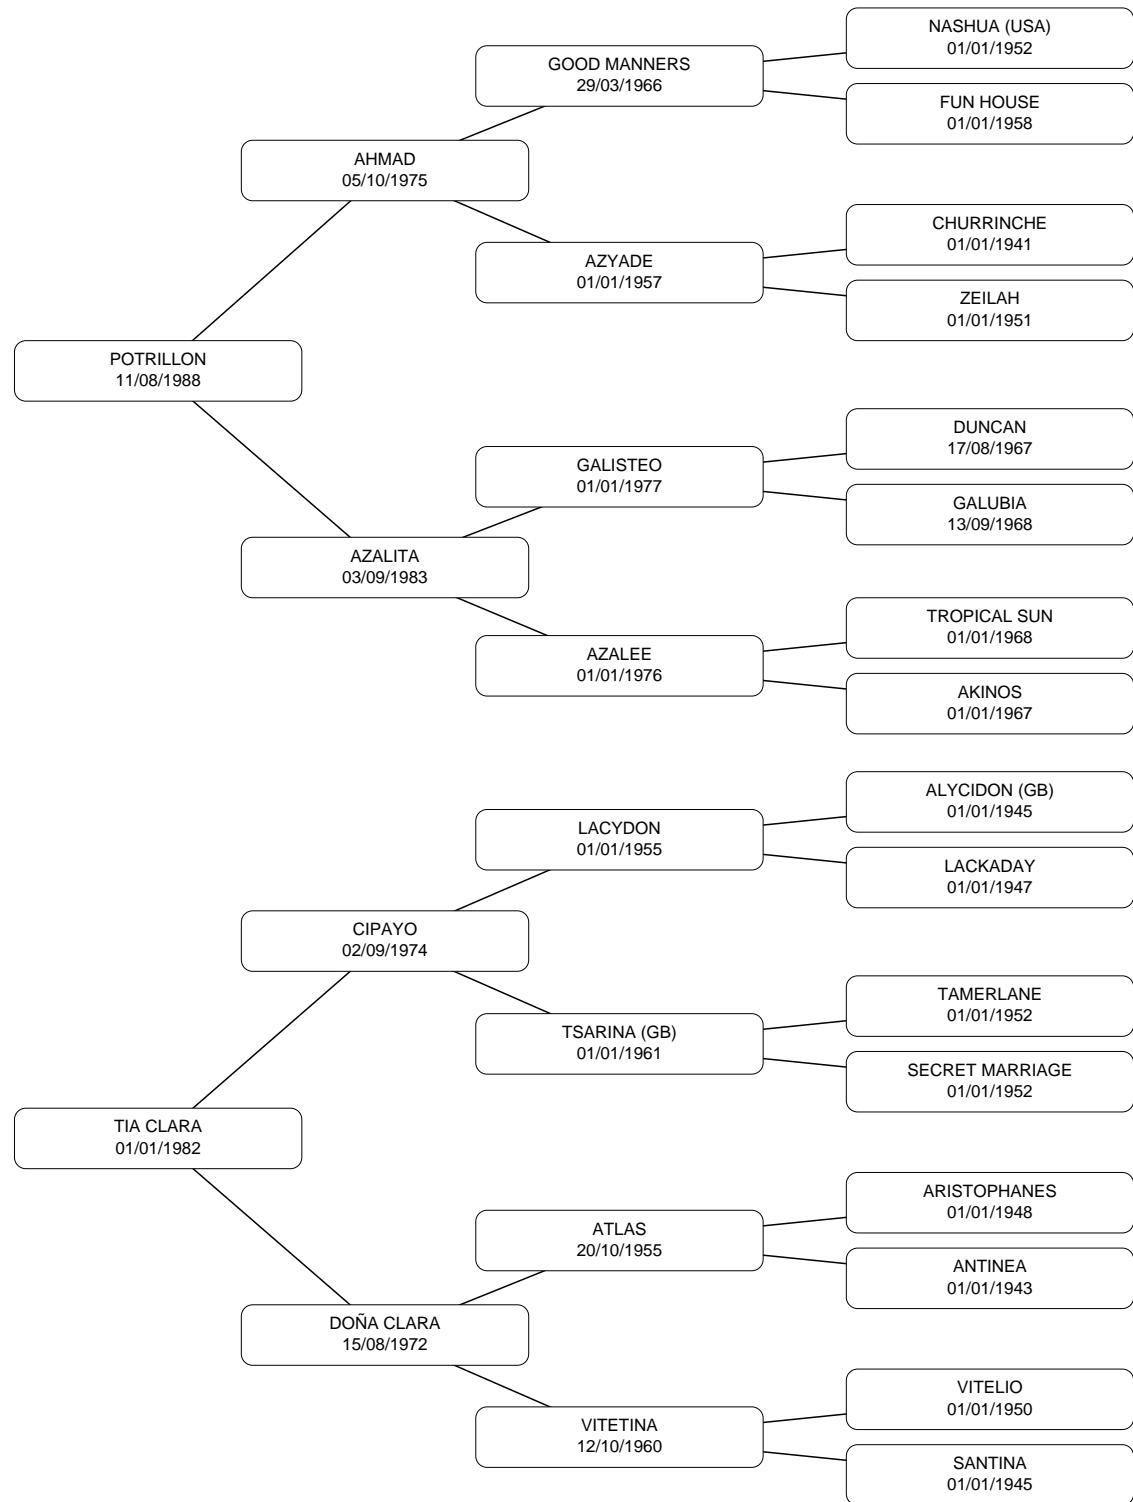 NASHUA (USA)
01/01/1952
GOOD MANNERS
29/03/1966
FUN HOUSE
01/01/1958
AHMAD
05/10/1975
CHURRINCHE
01/01/1941
AZYADE
01/01/1957
ZEILAH
01/01/1951
POTRILLON
11/08/1988
DUNCAN
17/08/1967
GALISTEO
01/01/1977
GALUBIA
13/09/1968
AZALITA
03/09/1983
TROPICAL SUN
01/01/1968
AZALEE
01/01/1976
AKINOS
01/01/1967
ALYCIDON (GB)
01/01/1945
LACYDON
01/01/1955
LACKADAY
01/01/1947
CIPAYO
02/09/1974
TAMERLANE
01/01/1952
TSARINA (GB)
01/01/1961
SECRET MARRIAGE
01/01/1952
TIA CLARA
01/01/1982
ARISTOPHANES
01/01/1948
ATLAS
20/10/1955
ANTINEA
01/01/1943
DOÑA CLARA
15/08/1972
VITELIO
01/01/1950
VITETINA
12/10/1960
SANTINA
01/01/1945